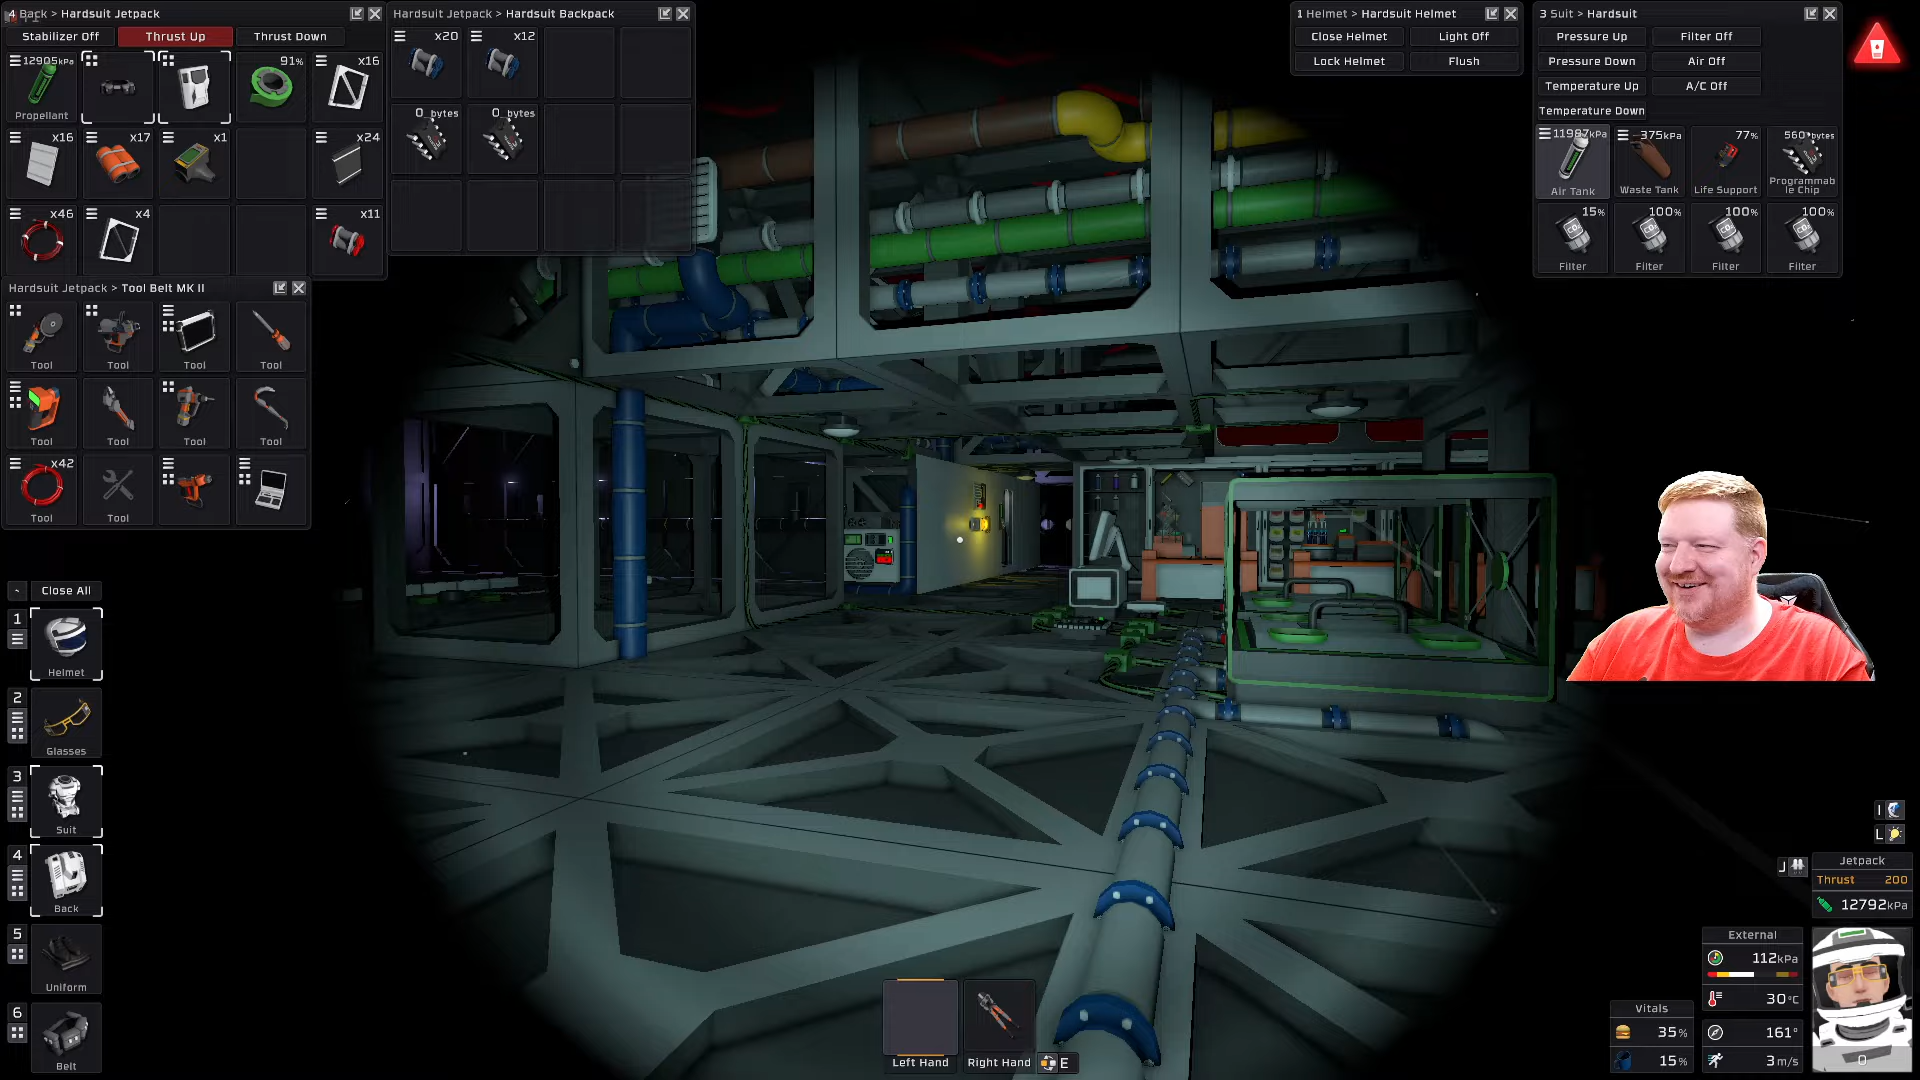 4 Back > Hardsuit Jetpack
Stabilizer Off Thrust Up Thrust Down
12905kPa 91% x16
Propellant
x16 x17 x1 x24
x46 x4 x11
Hardsuit Jetpack > Hardsuit Backpack
x20 x12
0 bytes 0 bytes
Hardsuit Jetpack > Tool Belt MK II
Tool Tool Tool Tool
Tool Tool Tool Tool
x42
Tool Tool
1 Helmet > Hardsuit Helmet
Close Helmet Light Off
Lock Helmet Flush
3 Suit > Hardsuit
Pressure Up Filter Off
Pressure Down Air Off
Temperature Up A/C Off
Temperature Down
11987kPa 375kPa 77% 560 bytes
Air Tank Waste Tank Life Support Programmab
le Chip
15% 100% 100% 100%
Filter Filter Filter Filter
~ Close All
1
Helmet
2
Glasses
3
Suit
4
Back
5
Uniform
6
Belt
Left Hand Right Hand E
I
L
J
Jetpack
Thrust 200
12792kPa
External
112kPa
30°C
161°
3m/s
Vitals
35%
15%
0